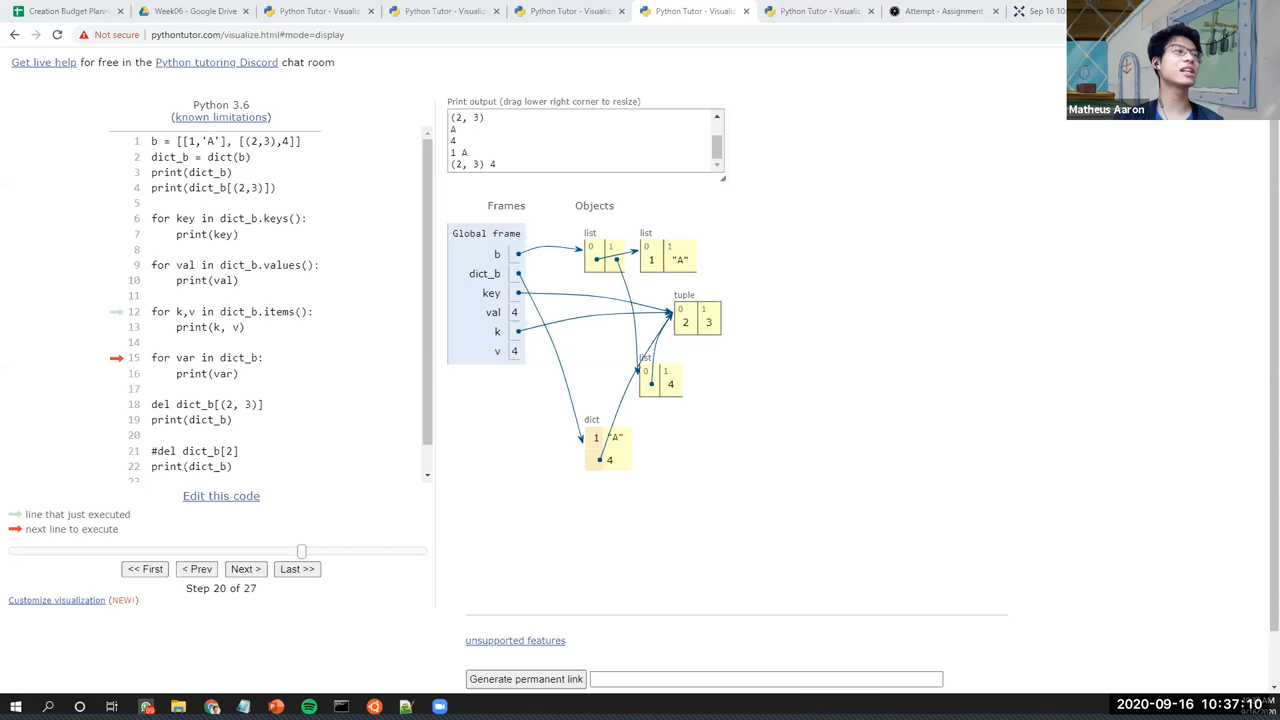 Creation Budget Plannin
Week06 - Google Drive
Python Tutor - Visualiz
Python Tutor - Visualiz
Python Tutor - Visualiz
Python Tutor - Visualiz
Python Tutor - Visualiz
Attempt - Assignment
Sep 16 10
Not secure
pythontutor.com/visualize.html#mode=display
Matheus Aaron
Get live help for free in the Python tutoring Discord chat room
Python 3.6
(known limitations)
1 b = [[1,'A'], [(2,3),4]]
2 dict_b = dict(b)
3 print(dict_b)
4 print(dict_b[(2,3)])
5
6 for key in dict_b.keys():
7 print(key)
8
9 for val in dict_b.values():
10 print(val)
11
12 for k,v in dict_b.items():
13 print(k, v)
14
15 for var in dict_b:
16 print(var)
17
18 del dict_b[(2, 3)]
19 print(dict_b)
20
21 #del dict_b[2]
22 print(dict_b)
23
Edit this code
line that just executed
next line to execute
<< First
< Prev
Next >
Last >>
Step 20 of 27
Customize visualization (NEW!)
Print output (drag lower right corner to resize)
(2, 3)
A
4
1 A
(2, 3) 4
Frames
Objects
Global frame
b
dict_b
key
val 4
k
v 4
list
0 1
list
0 1
1 "A"
tuple
0 1
2 3
list
0 1
4
dict
1 "A"
4
unsupported features
Generate permanent link
2020-09-16 10:37:10